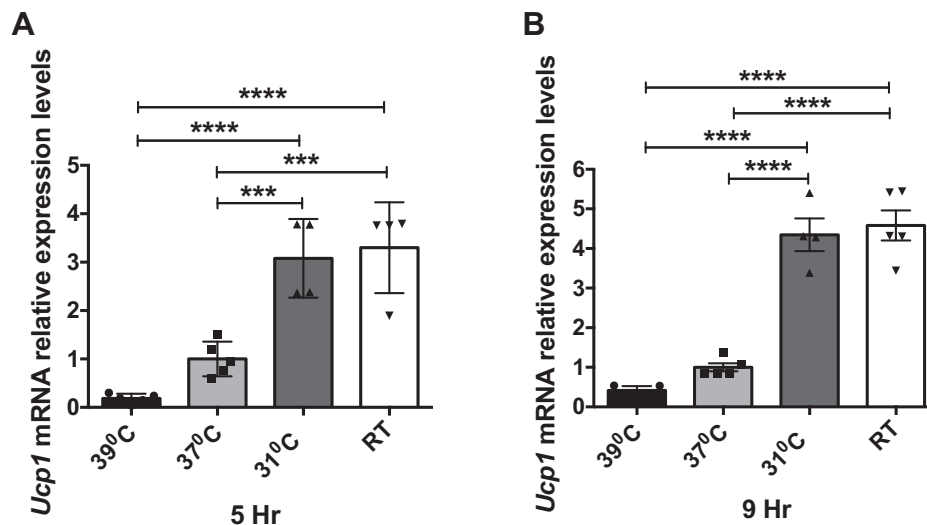 A
Ucp1 mRNA relative expression levels
****
****
***
***
5
4
3
2
1
0
39⁰C
37⁰C
31⁰C
RT
5 Hr
B
Ucp1 mRNA relative expression levels
****
****
****
****
6
5
4
3
2
1
0
39⁰C
37⁰C
31⁰C
RT
9 Hr